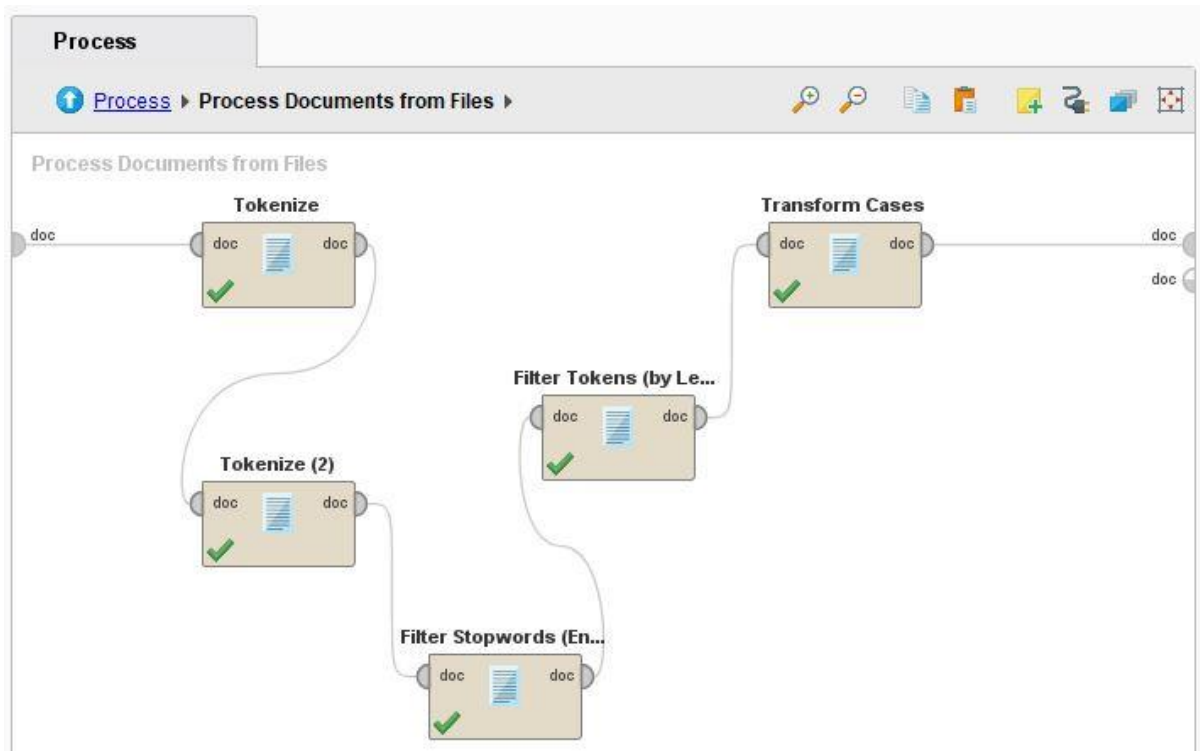 Process
Process ▸ Process Documents from Files ▸
Process Documents from Files
Tokenize
Transform Cases
doc
doc doc
doc doc
doc
doc
Filter Tokens (by Le...
doc doc
Tokenize (2)
doc doc
Filter Stopwords (En...
doc doc